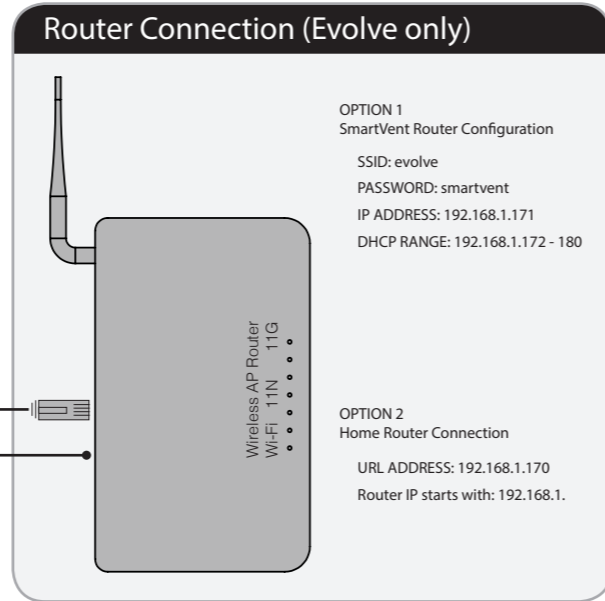 Router Connection (Evolve only)
OPTION 1
SmartVent Router Configuration
SSID: evolve
PASSWORD: smartvent
IP ADDRESS: 192.168.1.171
DHCP RANGE: 192.168.1.172 - 180
Wireless AP Router
Wi-Fi 11N 11G
OPTION 2
Home Router Connection
URL ADDRESS: 192.168.1.170
Router IP starts with: 192.168.1.